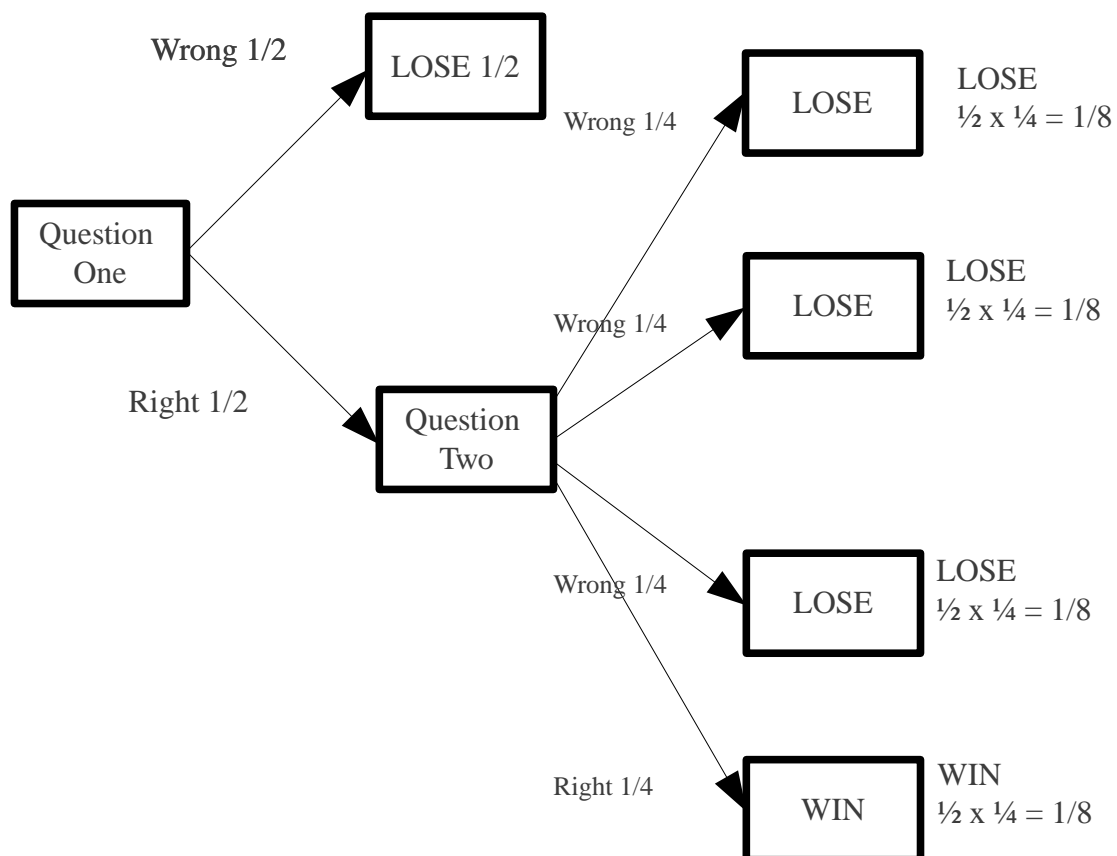 Wrong 1/2
LOSE 1/2
Question
One
Right 1/2
Question
Two
Wrong 1/4
LOSE
LOSE
½ x ¼ = 1/8
Wrong 1/4
LOSE
LOSE
½ x ¼ = 1/8
Wrong 1/4
LOSE
LOSE
½ x ¼ = 1/8
Right 1/4
WIN
WIN
½ x ¼ = 1/8